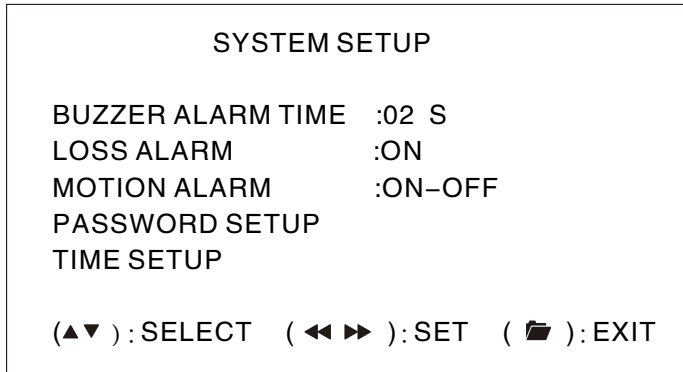 SYSTEM SETUP
BUZZER ALARM TIME :02 S
LOSS ALARM :ON
MOTION ALARM :ON–OFF
PASSWORD SETUP
TIME SETUP
(▲▼ ) : SELECT ( ◀◀ ▶▶ ) : SET ( 📂 ) : EXIT